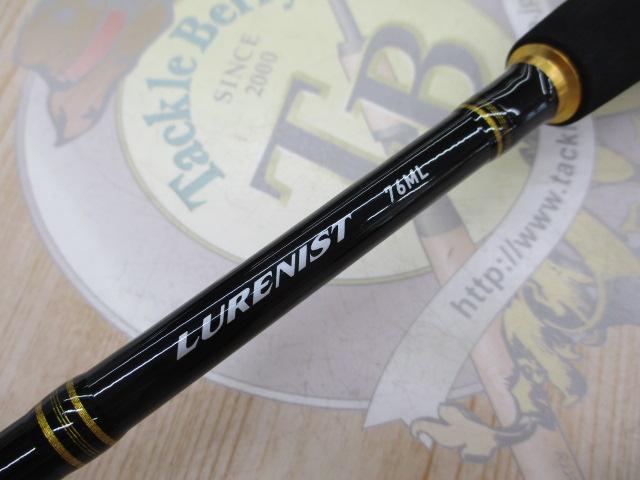 Tackle Berry
SINCE
2000
TB
LURENIST 76ML
http://www.tack